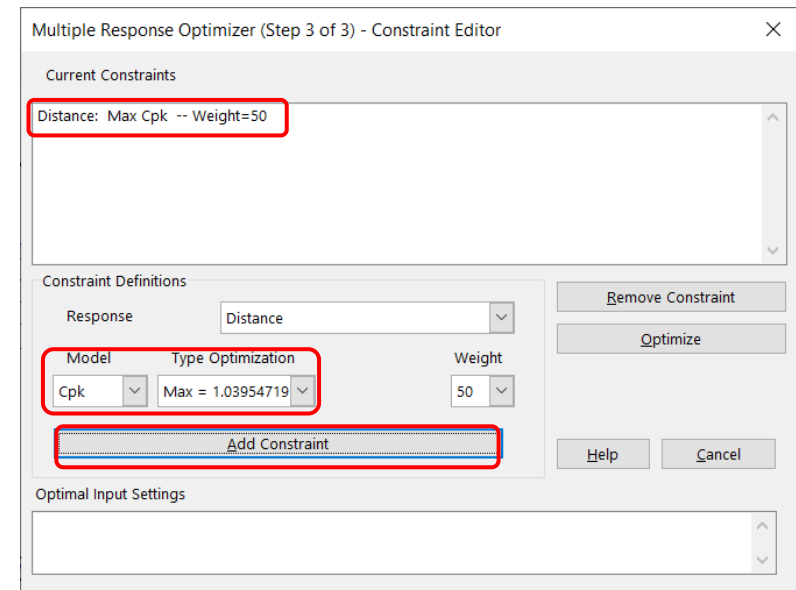 Multiple Response Optimizer (Step 3 of 3) - Constraint Editor
Current Constraints
Distance: Max Cpk -- Weight=50
Constraint Definitions
Response
Distance
Model
Type Optimization
Weight
Cpk
Max = 1.03954719
50
Add Constraint
Remove Constraint
Optimize
Help
Cancel
Optimal Input Settings